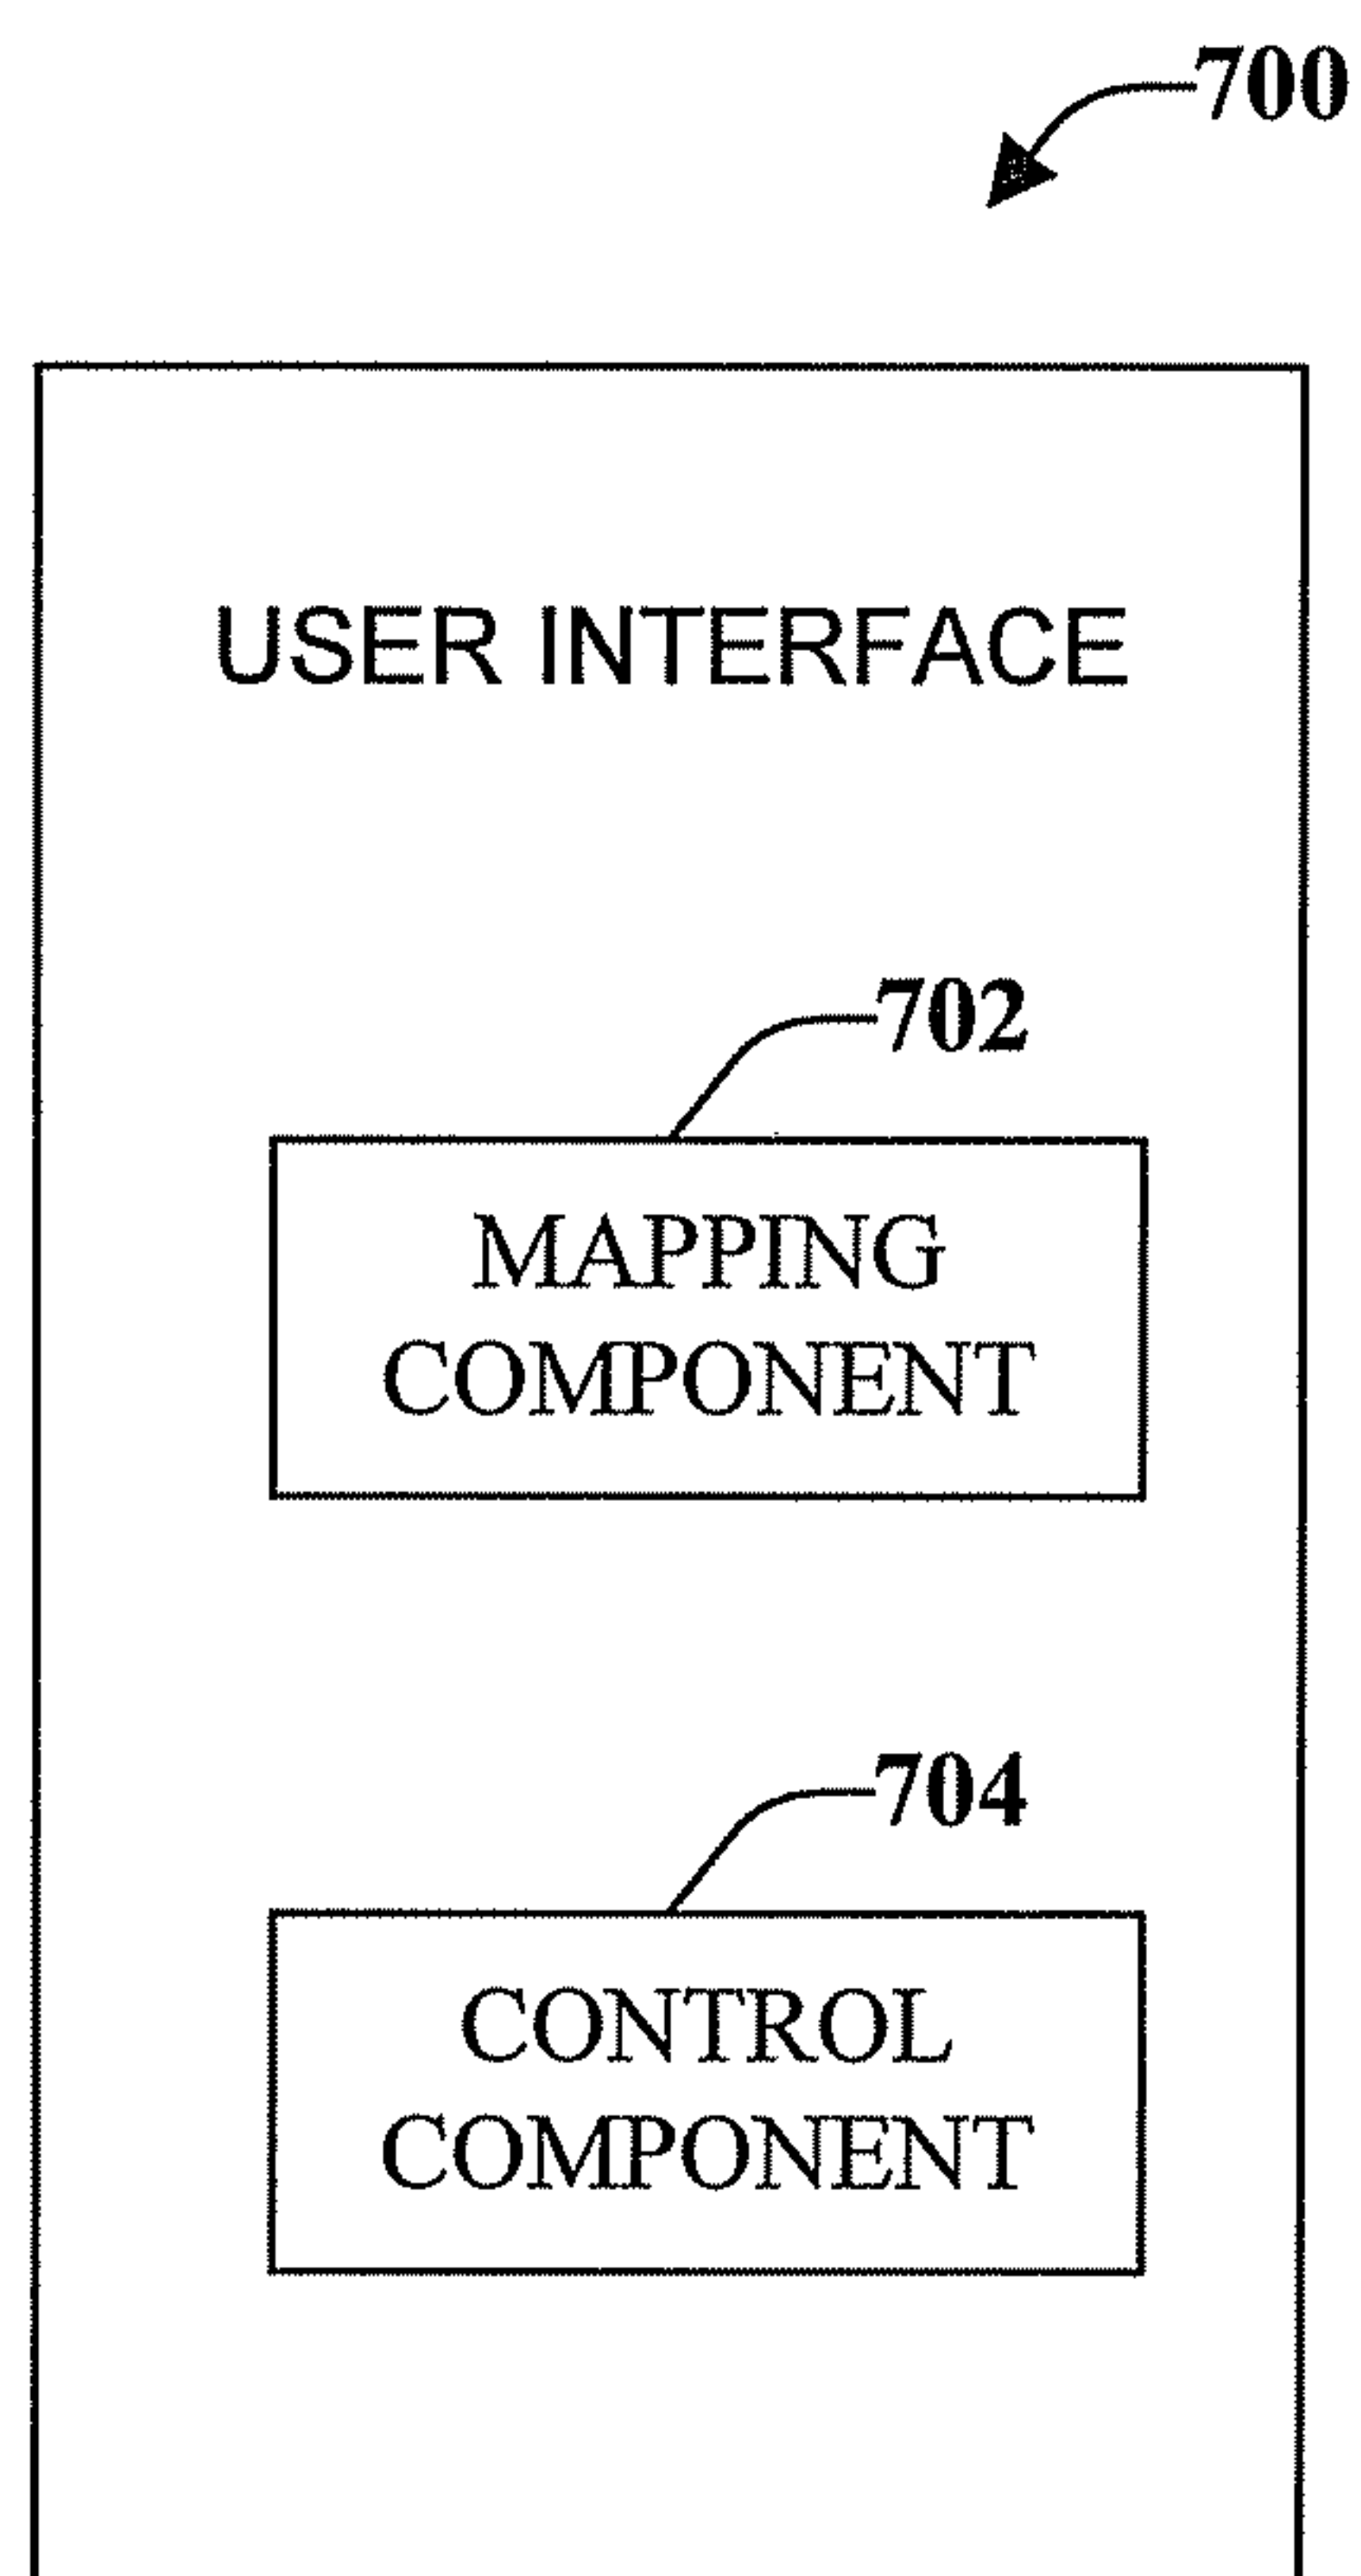 700
USER INTERFACE
702
MAPPING
COMPONENT
704
CONTROL
COMPONENT